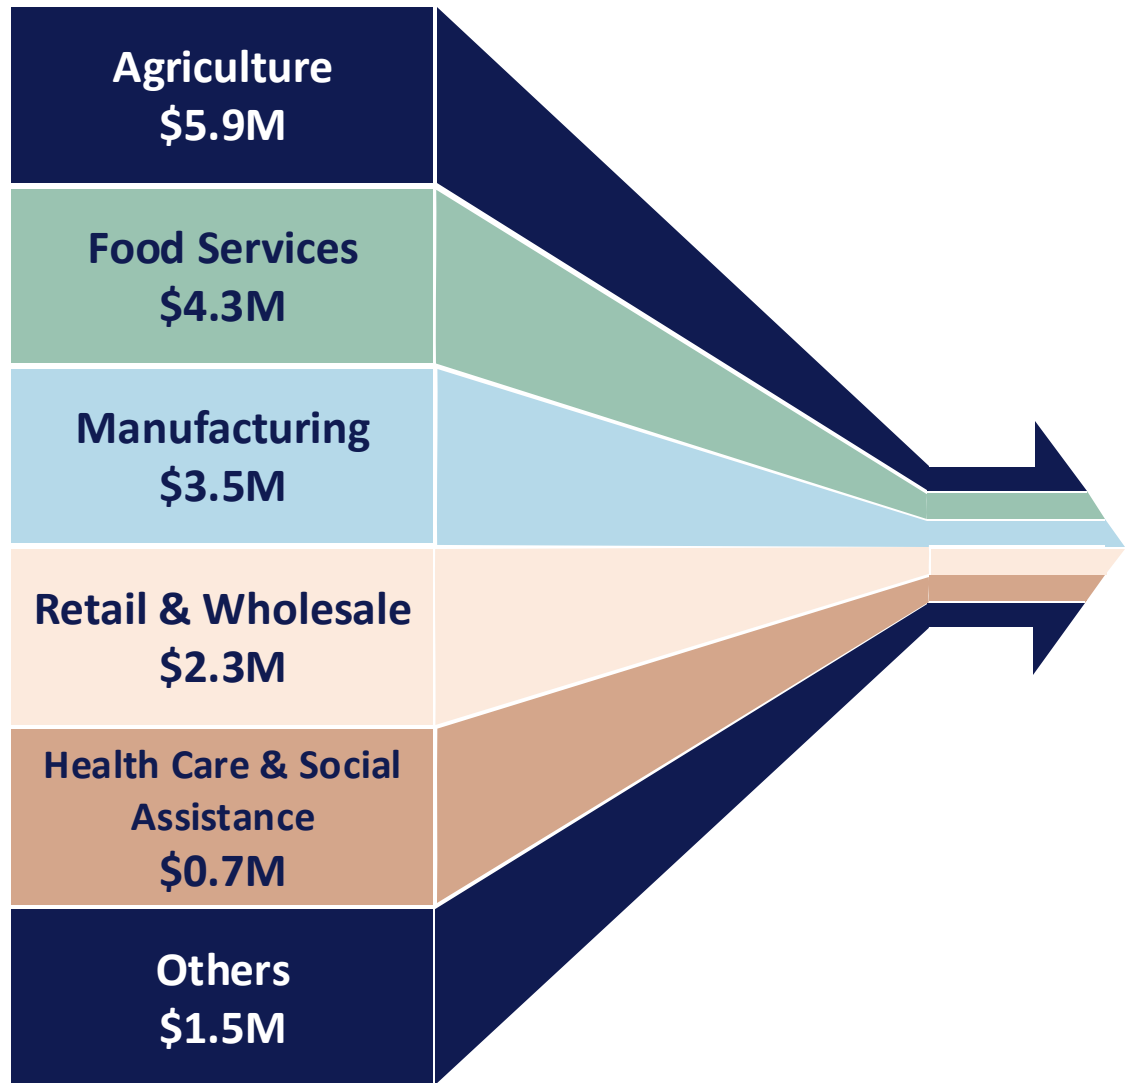 Agriculture
$5.9M
Food Services
$4.3M
Manufacturing
$3.5M
Retail & Wholesale
$2.3M
Health Care & Social
Assistance
$0.7M
Others
$1.5M